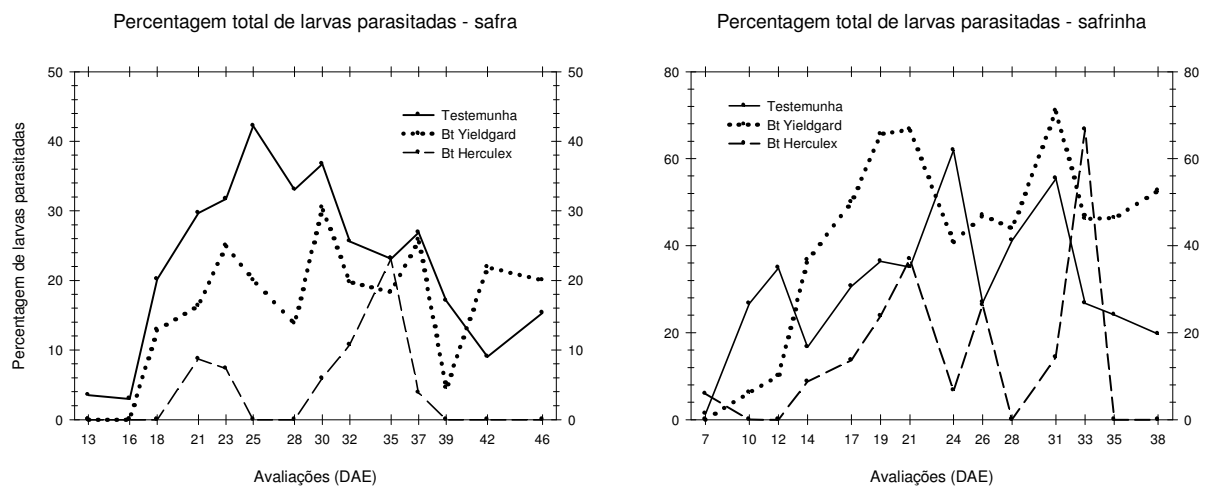 Percentagem total de larvas parasitadas - safra
Percentagem de larvas parasitadas
50
40
30
20
10
0
50
40
30
20
10
0
Testemunha
Bt Yieldgard
Bt Herculex
13 16 18 21 23 25 28 30 32 35 37 39 42 46
Avaliações (DAE)
Percentagem total de larvas parasitadas - safrinha
80
60
40
20
0
80
60
40
20
0
Testemunha
Bt Yieldgard
Bt Herculex
7 10 12 14 17 19 21 24 26 28 31 33 35 38
Avaliações (DAE)